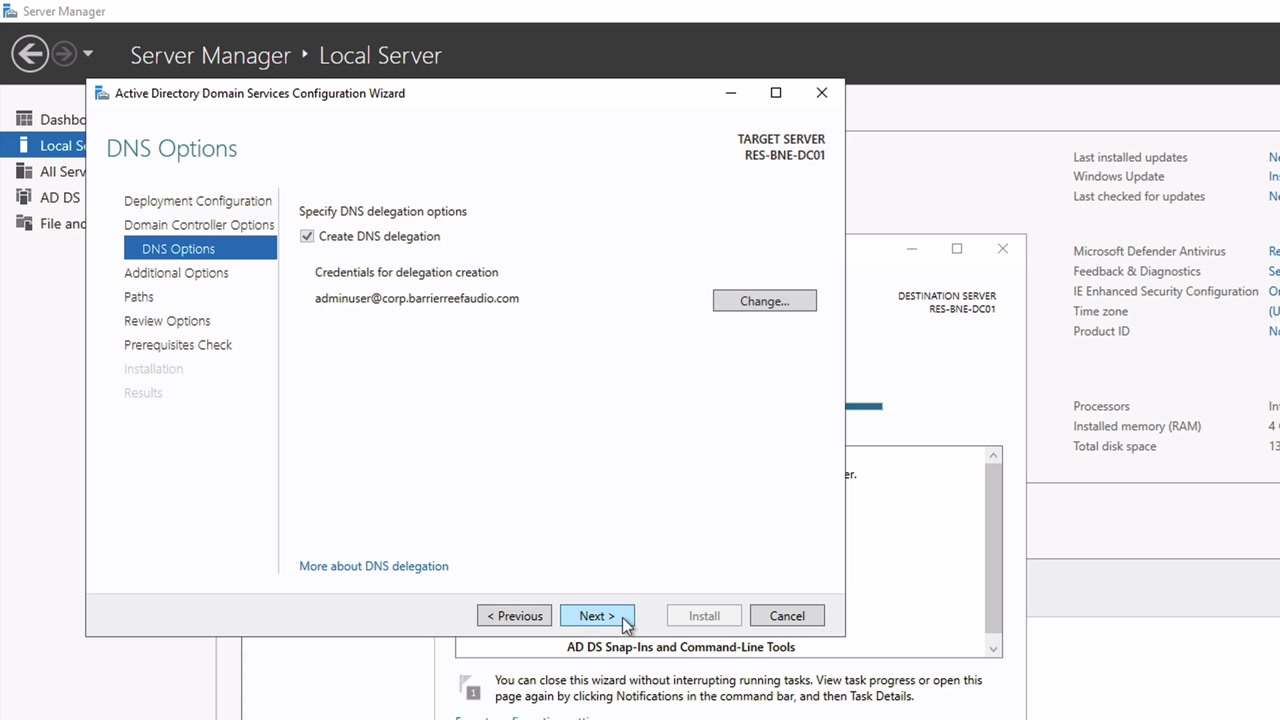 Server Manager
Server Manager ‣ Local Server
Active Directory Domain Services Configuration Wizard
DNS Options
TARGET SERVER
RES-BNE-DC01
Dashbo
Local Se
All Serv
AD DS
File and
Deployment Configuration
Domain Controller Options
DNS Options
Additional Options
Paths
Review Options
Prerequisites Check
Installation
Results
Specify DNS delegation options
Create DNS delegation
Credentials for delegation creation
adminuser@corp.barrierreefaudio.com
Change...
More about DNS delegation
< Previous
Next >
Install
Cancel
DESTINATION SERVER
RES-BNE-DC01
er.
AD DS Snap-Ins and Command-Line Tools
1
You can close this wizard without interrupting running tasks. View task progress or open this
page again by clicking Notifications in the command bar, and then Task Details.
Last installed updates Ne
Windows Update In
Last checked for updates Ne
Microsoft Defender Antivirus Re
Feedback & Diagnostics Se
IE Enhanced Security Configuration Or
Time zone (U
Product ID No
Processors In
Installed memory (RAM) 4
Total disk space 13